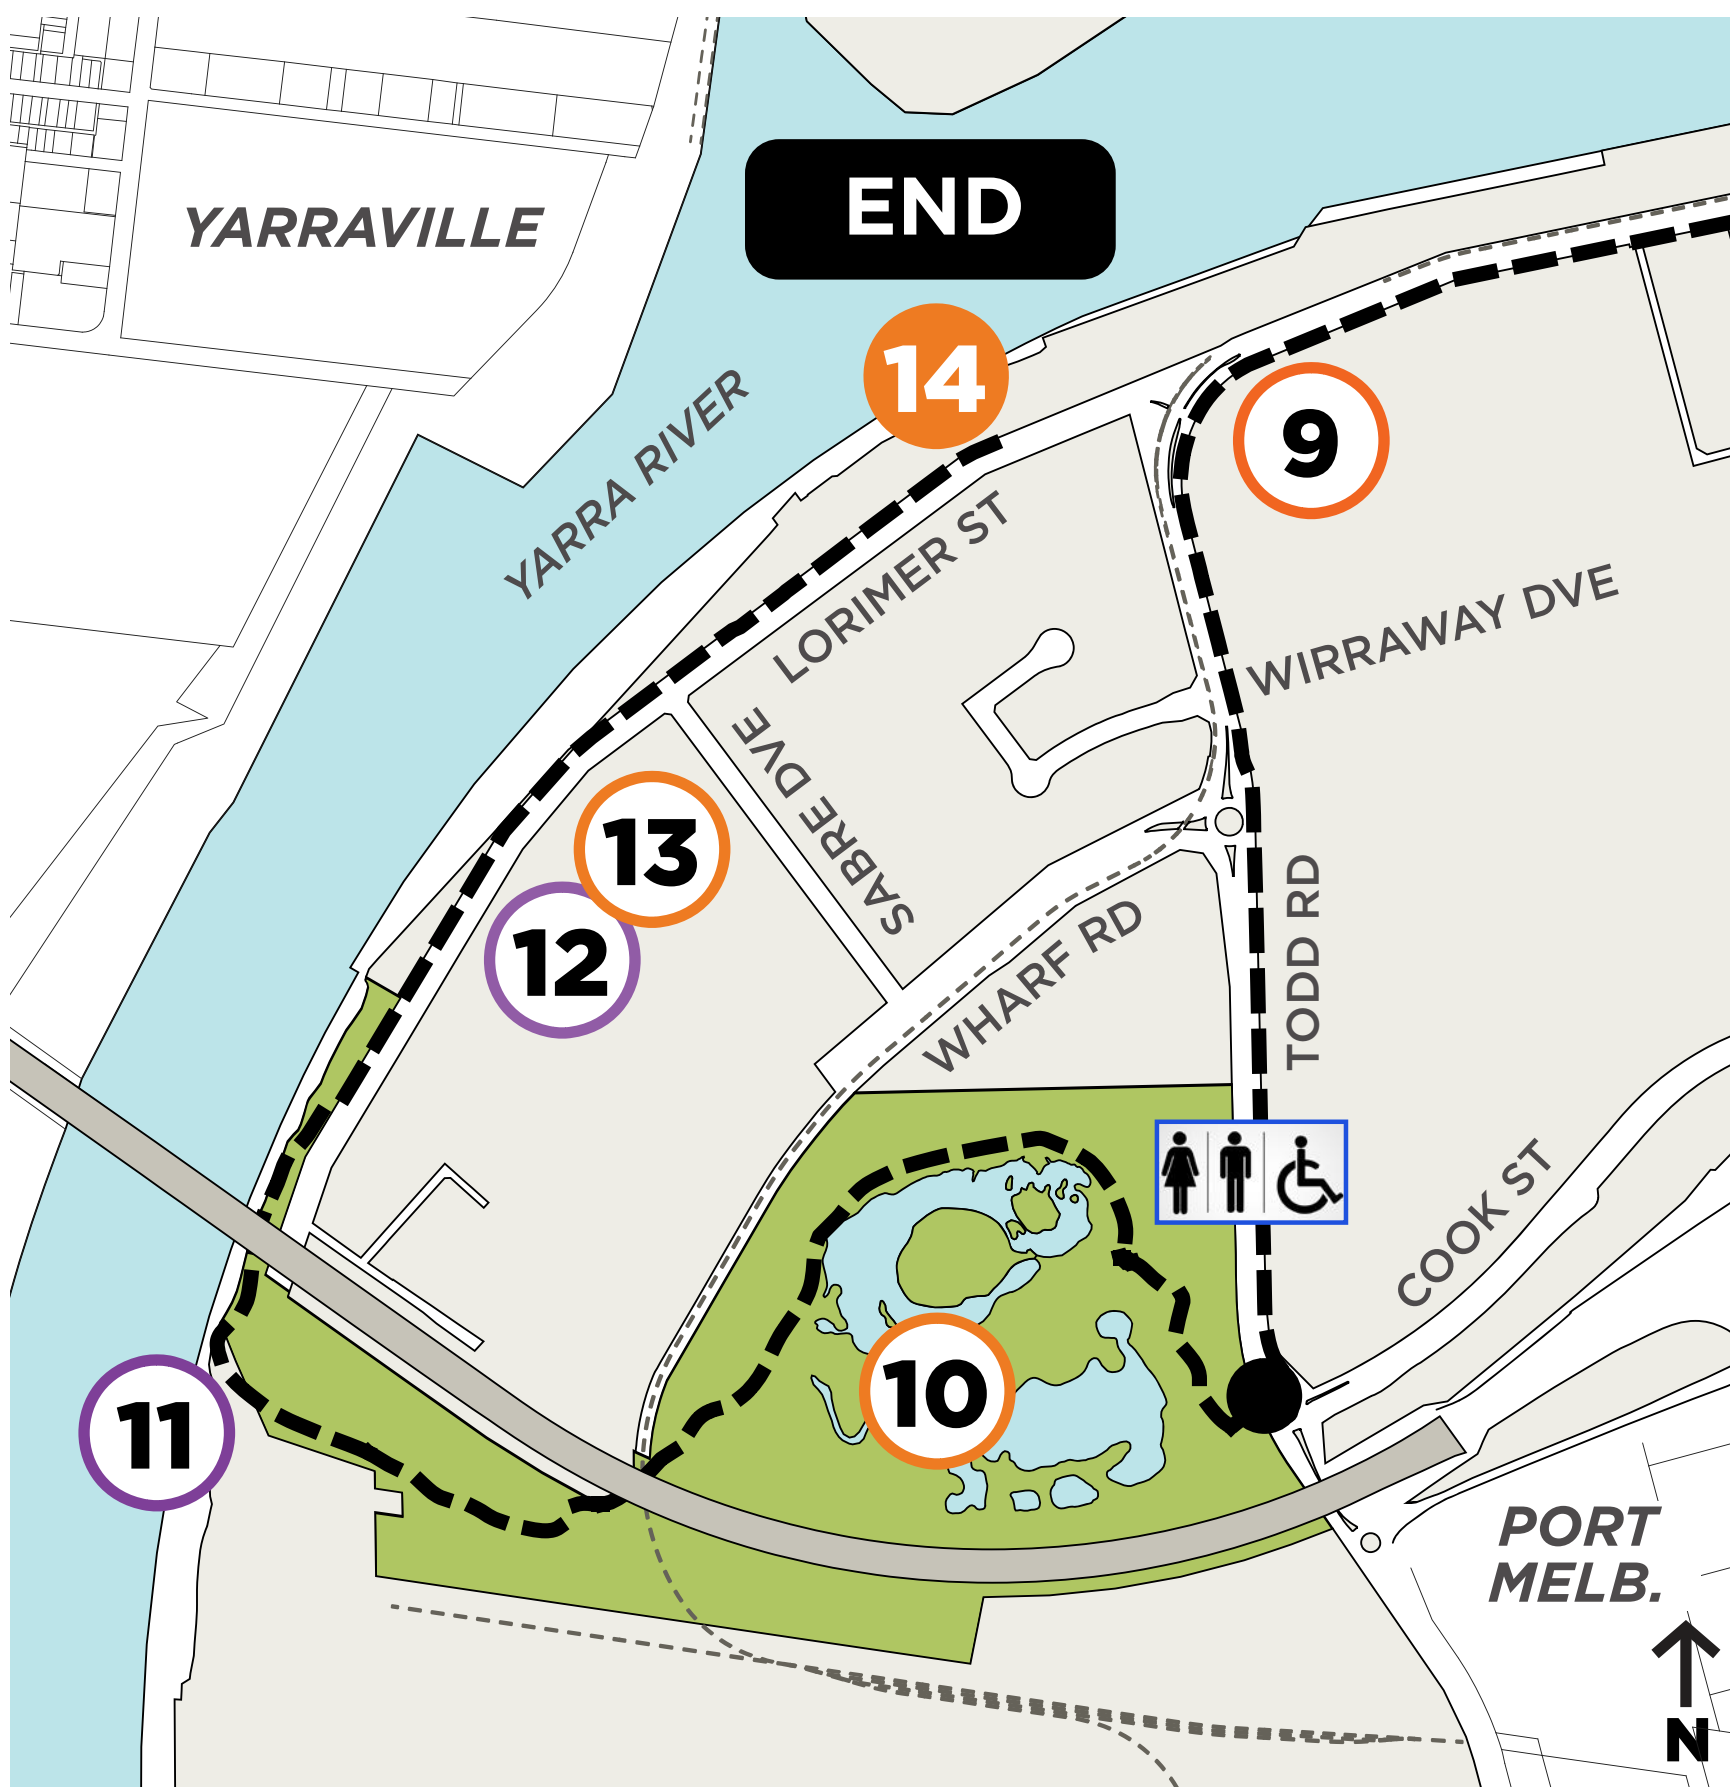 END
YARRAVILLE
14
YARRA RIVER
9
LORIMER ST
WIRRAWAY DVE
SABRE DVE
13
12
TODD RD
WHARF RD
COOK ST
10
11
PORT
MELB.
N